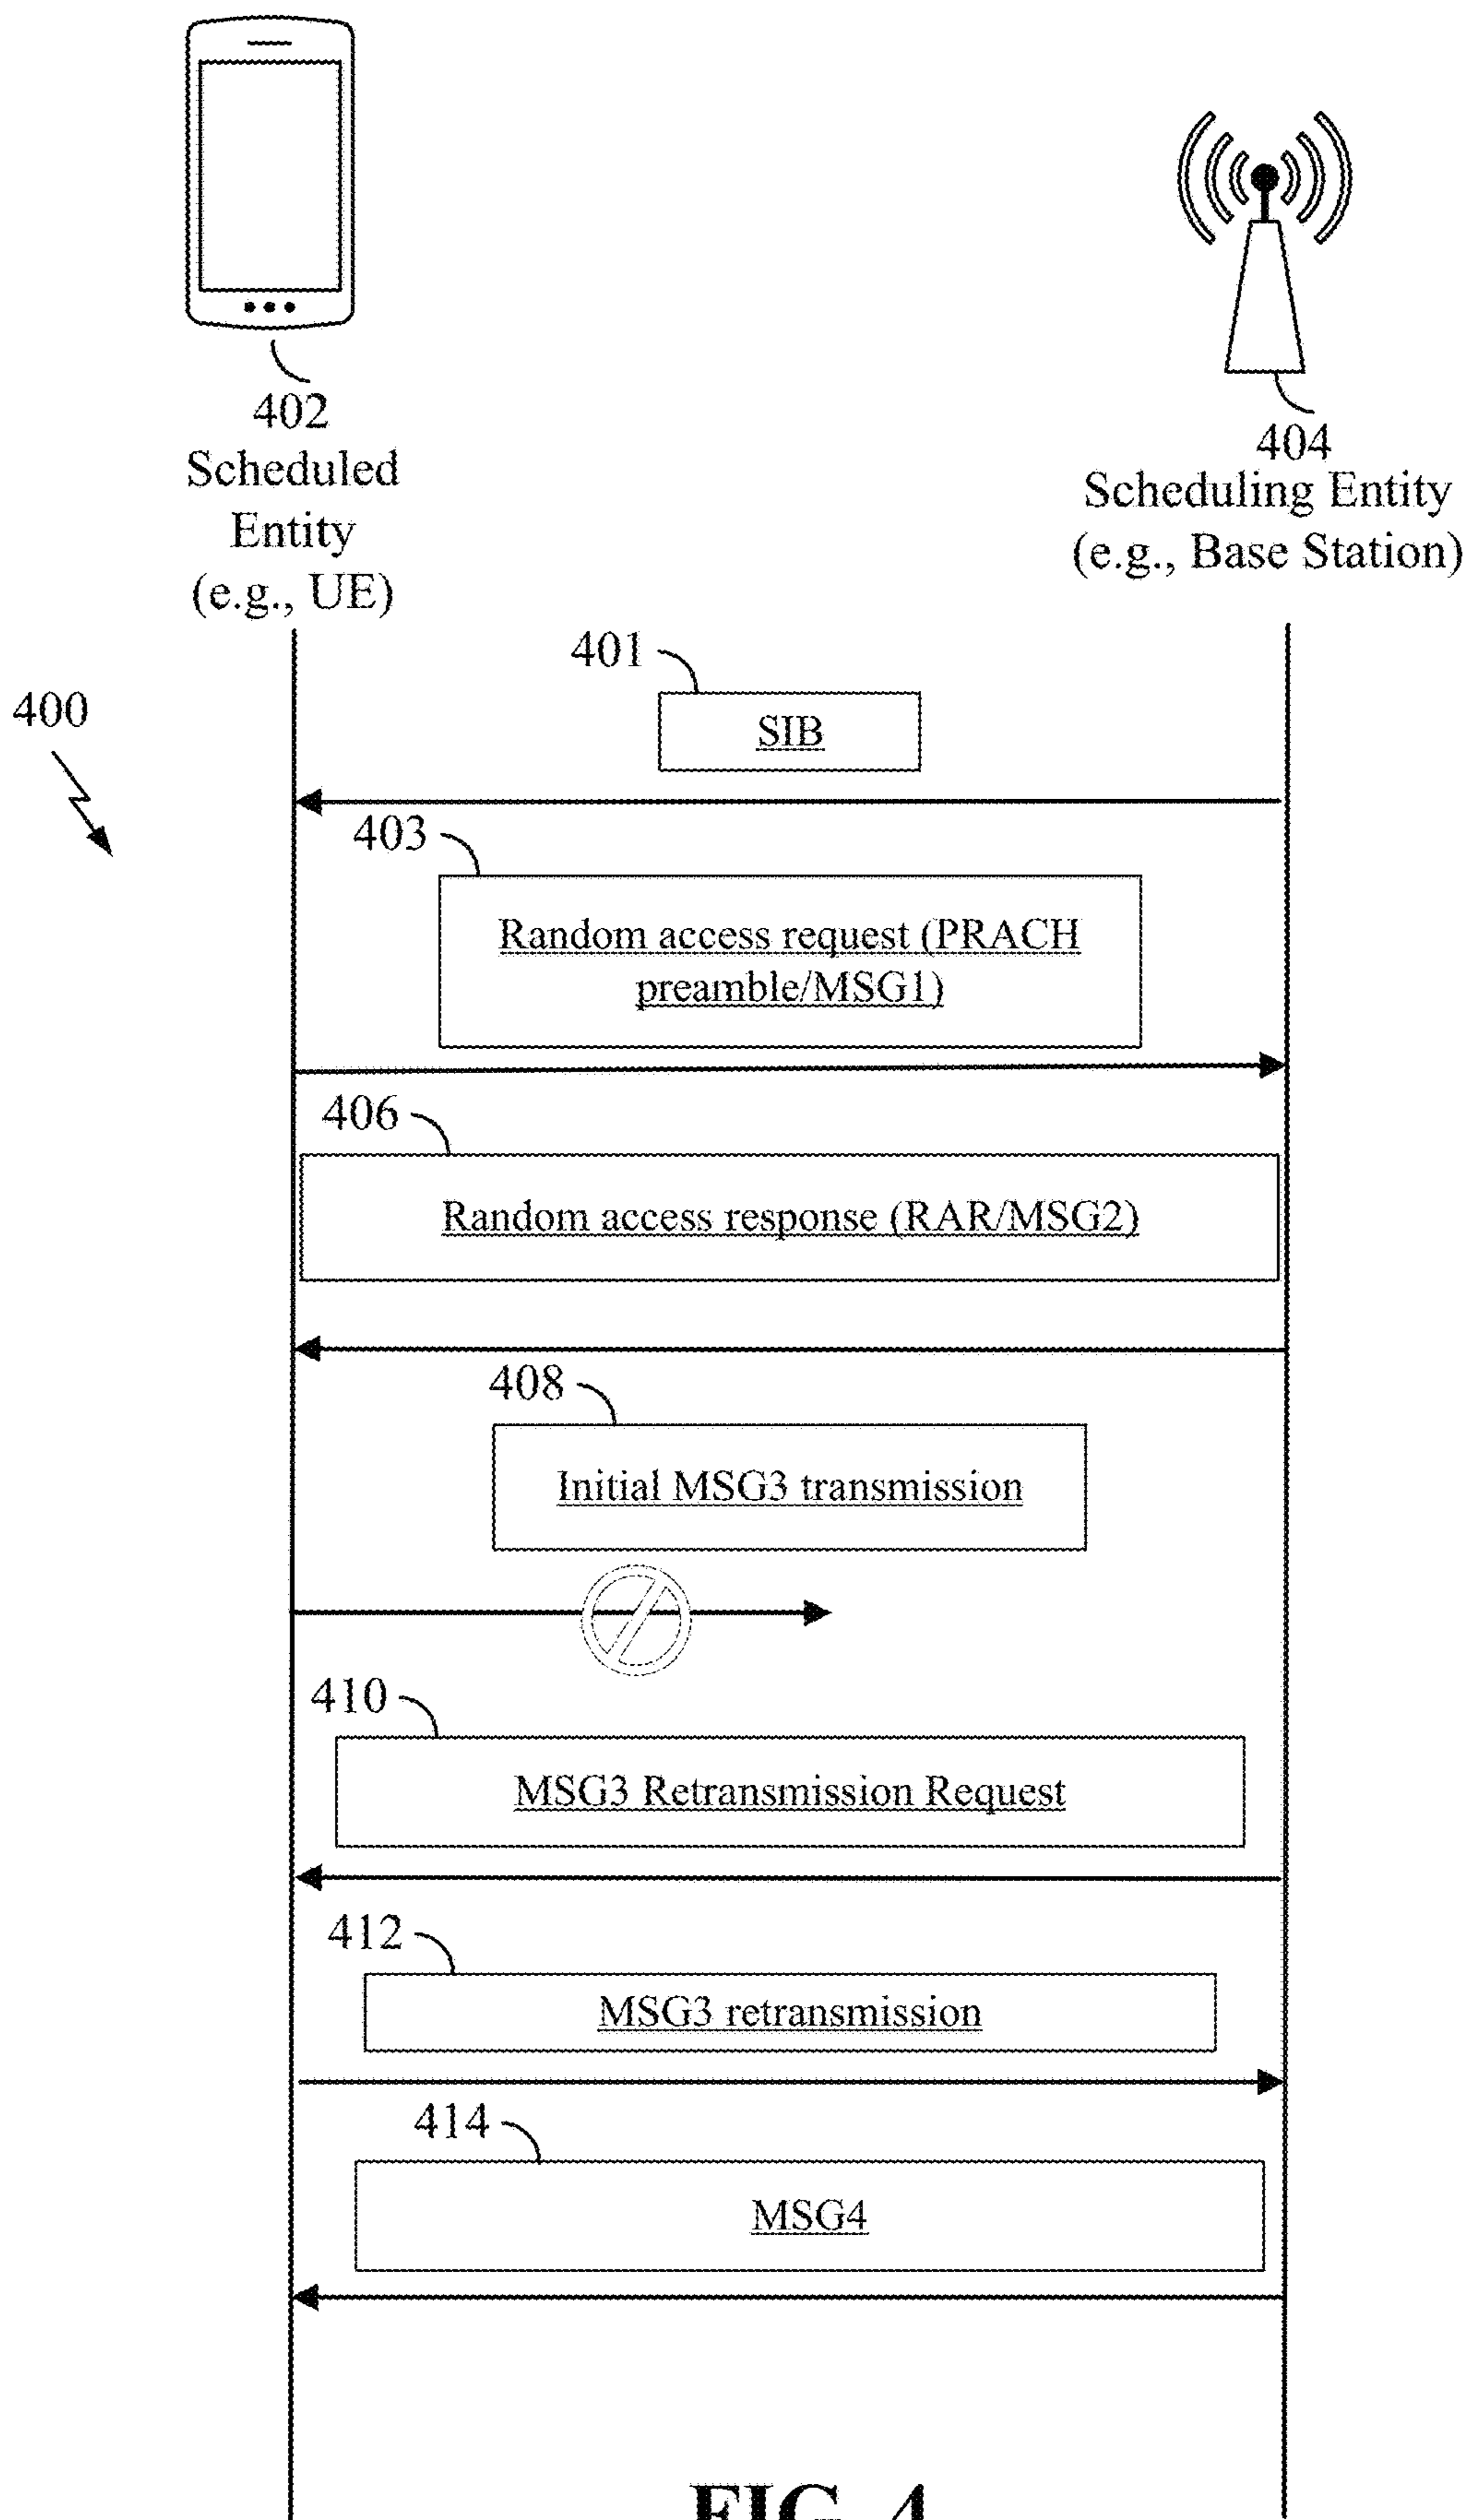 402
Scheduled
Entity
(e.g., UE)
404
Scheduling Entity
(e.g., Base Station)
400
401
SIB
403
Random access request (PRACH
preamble/MSG1)
406
Random access response (RAR/MSG2)
408
Initial MSG3 transmission
410
MSG3 Retransmission Request
412
MSG3 retransmission
414
MSG4
FIG. 4